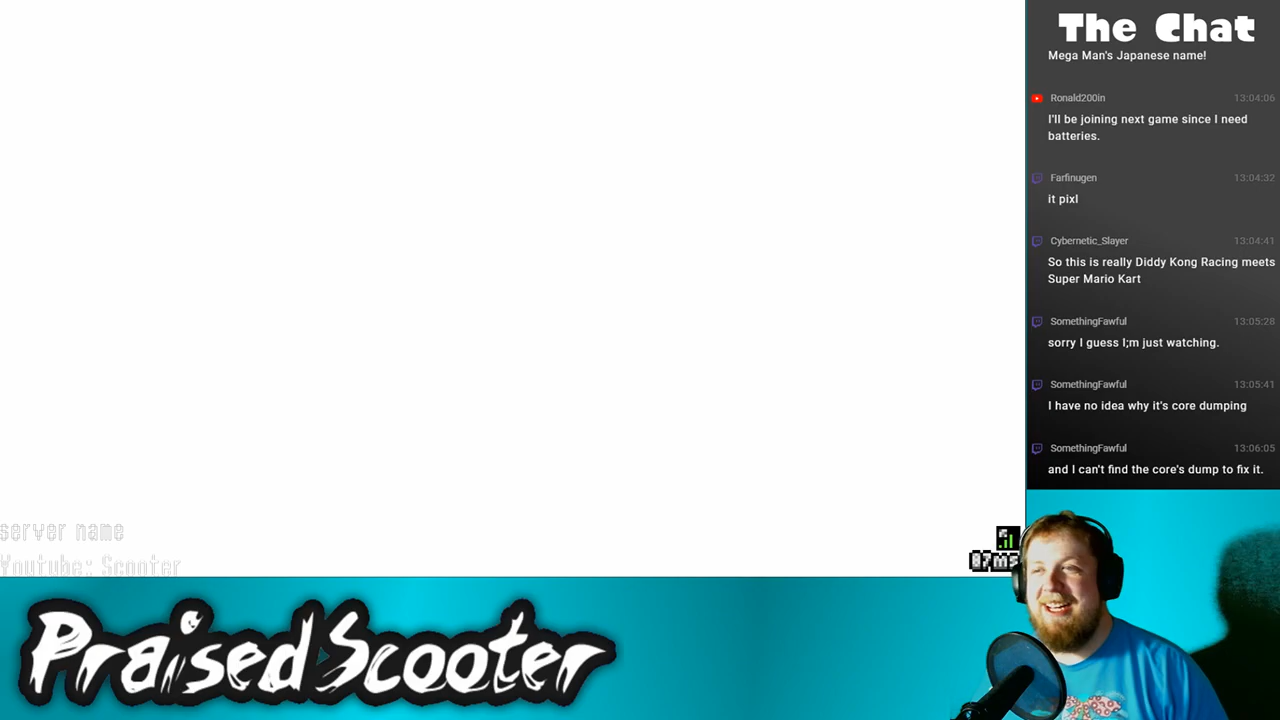 The Chat
Mega Man's Japanese name!
Ronald200in 13:04:06
I'll be joining next game since I need
batteries.
Farfinugen 13:04:32
it pixl
Cybernetic_Slayer 13:04:41
So this is really Diddy Kong Racing meets
Super Mario Kart
SomethingFawful 13:05:28
sorry I guess I;m just watching.
SomethingFawful 13:05:41
I have no idea why it's core dumping
SomethingFawful 13:06:05
and I can't find the core's dump to fix it.
server name
Youtube: Scooter
07ms
PraisedScooter